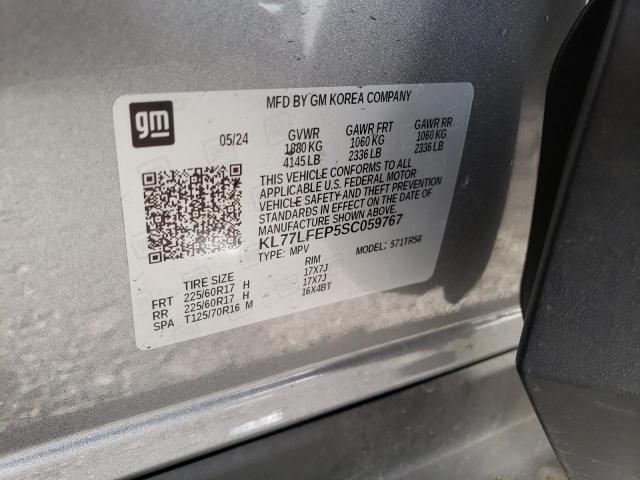 MFD BY GM KOREA COMPANY
gm
05/24 GVWR GAWR FRT GAWR RR
1880 KG 1060 KG 1060 KG
4145 LB 2336 LB 2336 LB
THIS VEHICLE CONFORMS TO ALL
APPLICABLE U.S. FEDERAL MOTOR
VEHICLE SAFETY AND THEFT PREVENTION
STANDARDS IN EFFECT ON THE DATE OF
MANUFACTURE SHOWN ABOVE.
KL77LFEP5SC059767
TYPE: MPV MODEL: 571TR58
TIRE SIZE RIM
FRT 225/60R17 H 17X7J
RR 225/60R17 H 17X7J
SPA T125/70R16 M 16X4BT